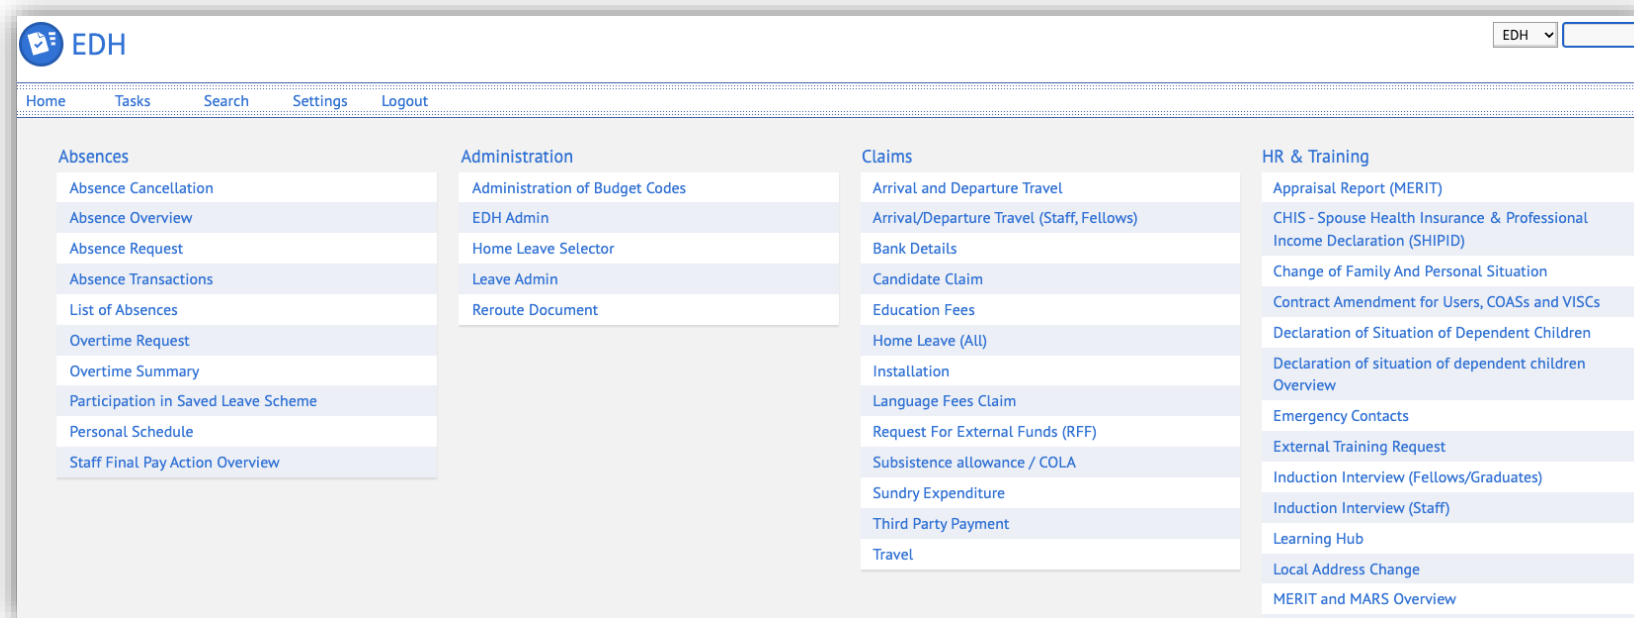 EDH
EDH
Home Tasks Search Settings Logout
Absences
Absence Cancellation
Absence Overview
Absence Request
Absence Transactions
List of Absences
Overtime Request
Overtime Summary
Participation in Saved Leave Scheme
Personal Schedule
Staff Final Pay Action Overview
Administration
Administration of Budget Codes
EDH Admin
Home Leave Selector
Leave Admin
Reroute Document
Claims
Arrival and Departure Travel
Arrival/Departure Travel (Staff, Fellows)
Bank Details
Candidate Claim
Education Fees
Home Leave (All)
Installation
Language Fees Claim
Request For External Funds (RFF)
Subsistence allowance / COLA
Sundry Expenditure
Third Party Payment
Travel
HR & Training
Appraisal Report (MERIT)
CHIS - Spouse Health Insurance & Professional
Income Declaration (SHIPID)
Change of Family And Personal Situation
Contract Amendment for Users, COASs and VISCs
Declaration of Situation of Dependent Children
Declaration of situation of dependent children
Overview
Emergency Contacts
External Training Request
Induction Interview (Fellows/Graduates)
Induction Interview (Staff)
Learning Hub
Local Address Change
MERIT and MARS Overview